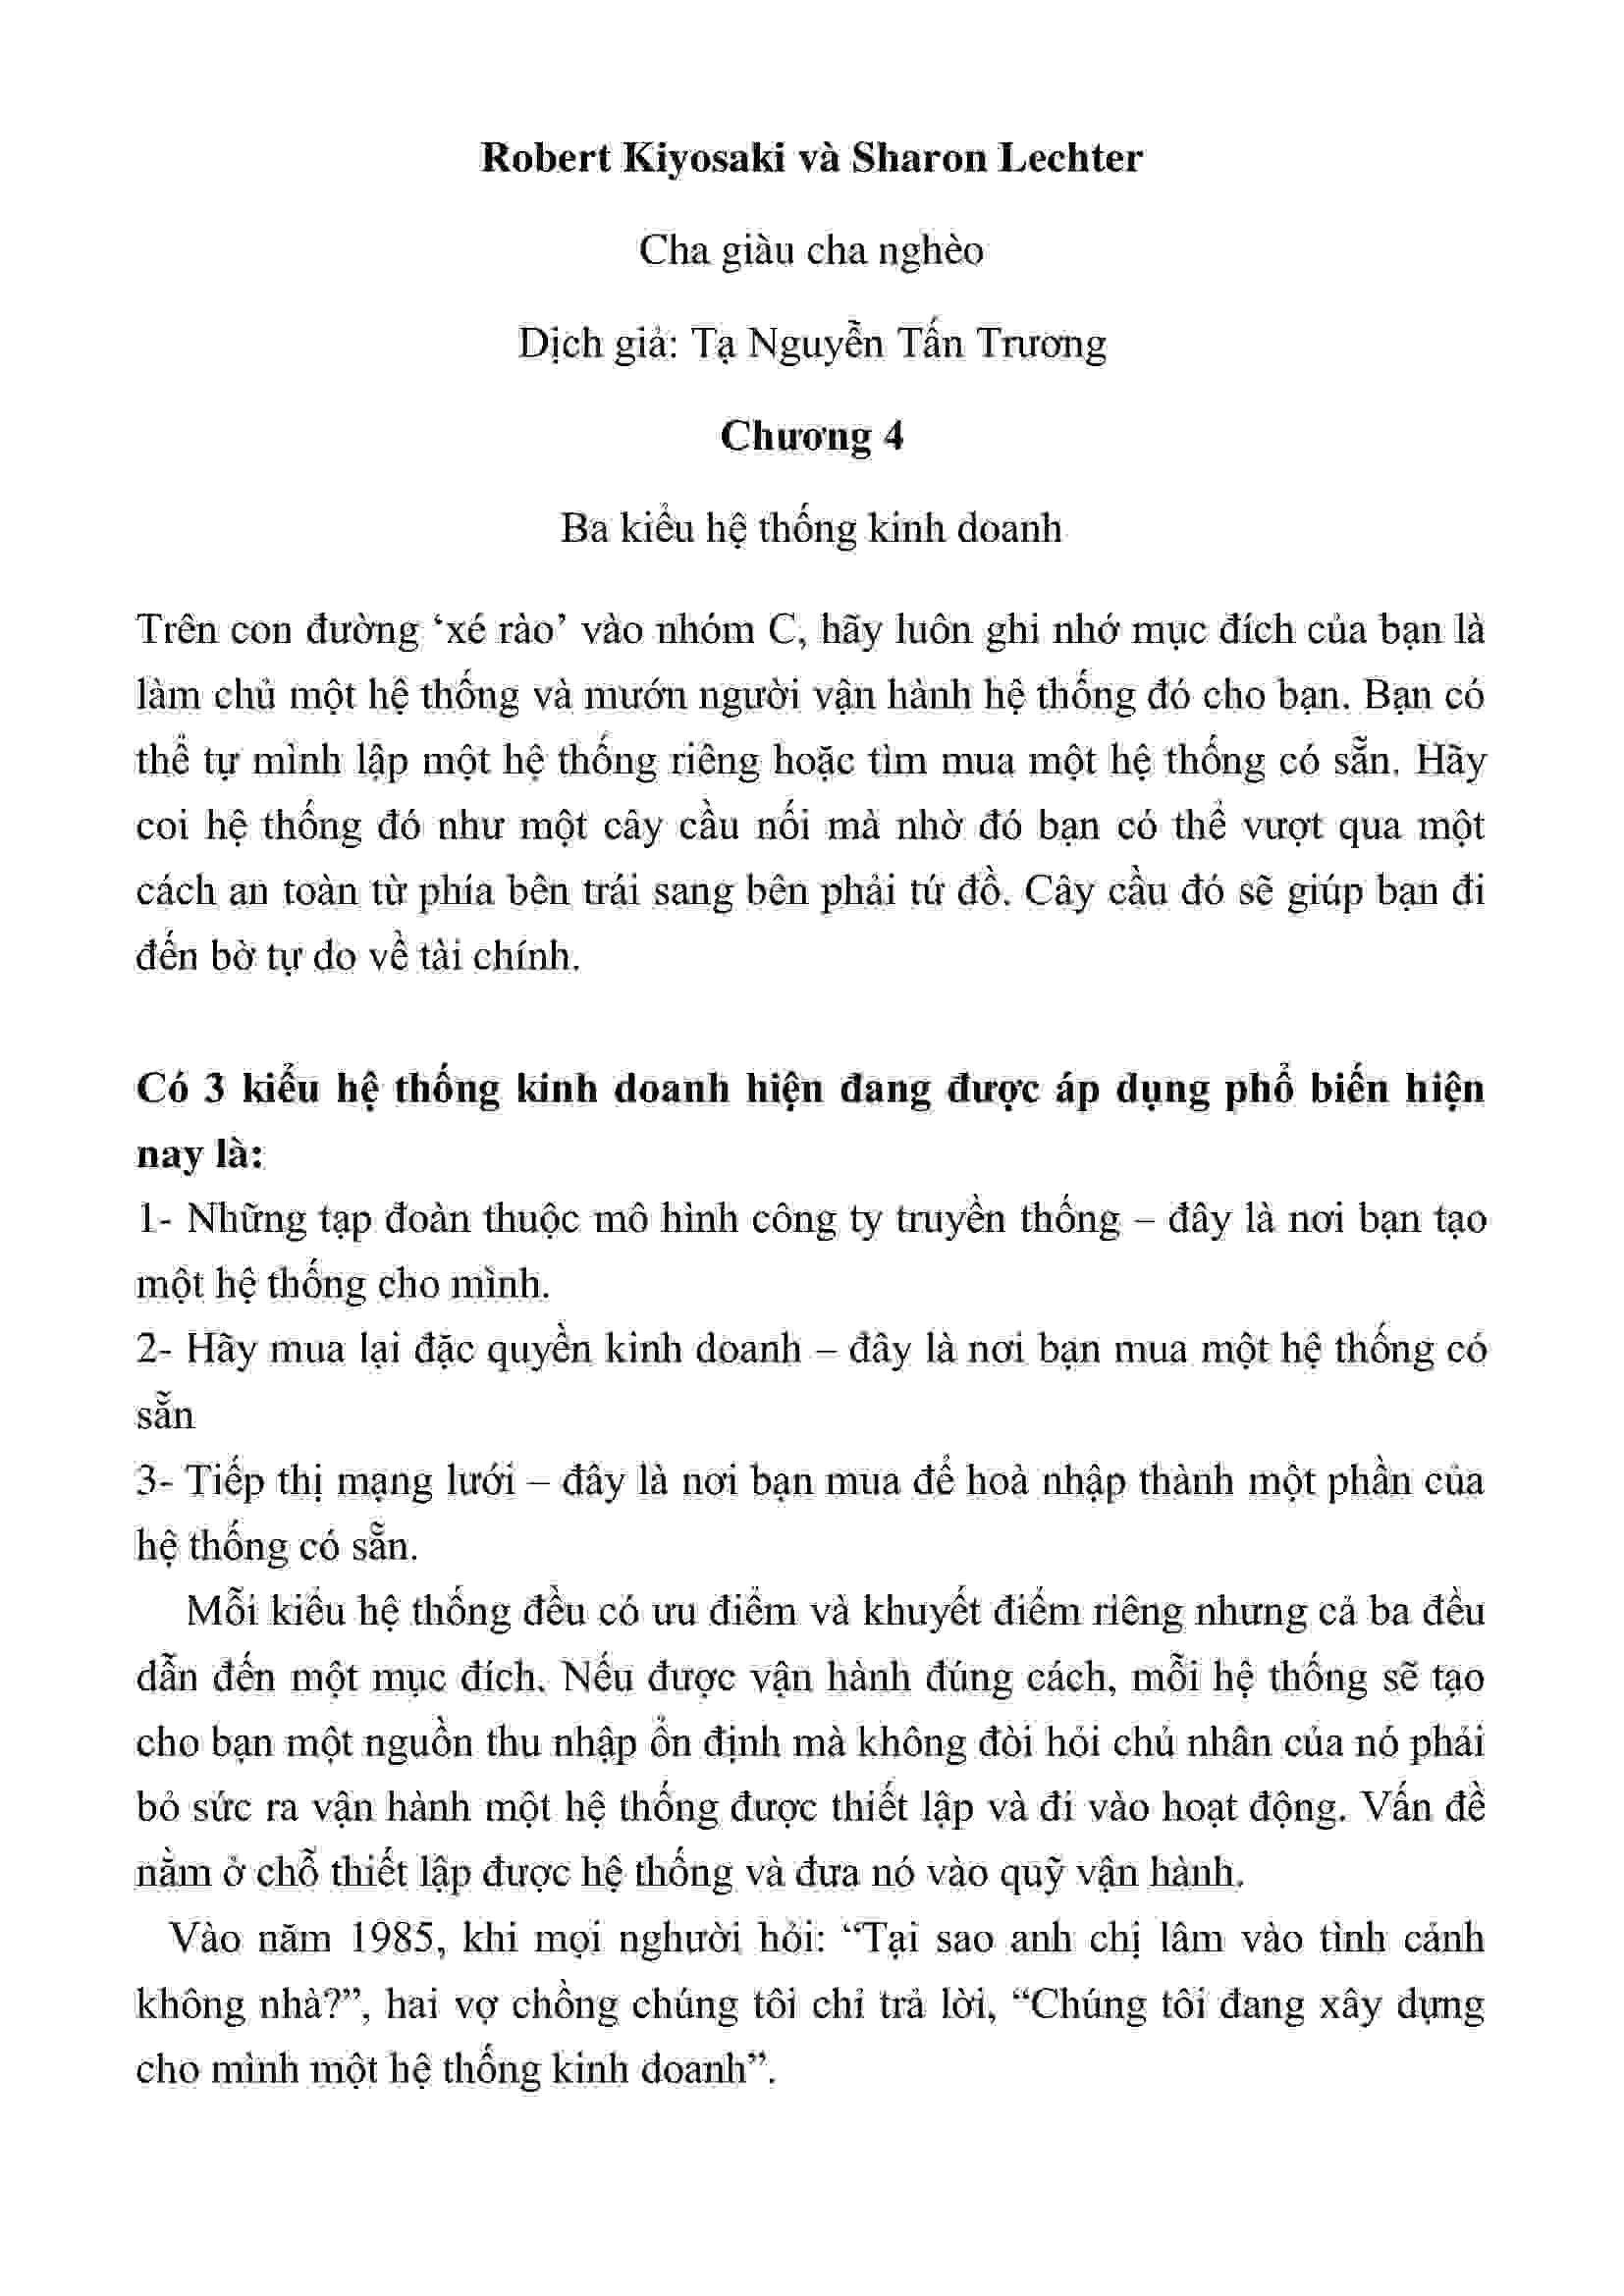 Robert Kiyosaki và Sharon Lechter
Cha giàu cha nghèo
Dịch giả: Tạ Nguyễn Tấn Trương
Chương 4
Ba kiểu hệ thống kinh doanh
Trên con đường ‘xé rào’ vào nhóm C, hãy luôn ghi nhớ mục đích của bạn là
làm chủ một hệ thống và mướn người vận hành hệ thống đó cho bạn. Bạn có
thể tự mình lập một hệ thống riêng hoặc tìm mua một hệ thống có sẵn. Hãy
coi hệ thống đó như một cây cầu nối mà nhờ đó bạn có thể vượt qua một
cách an toàn từ phía bên trái sang bên phải tứ đồ. Cây cầu đó sẽ giúp bạn đi
đến bờ tự do về tài chính.
Có 3 kiểu hệ thống kinh doanh hiện đang được áp dụng phổ biến hiện
nay là:
1- Những tạp đoàn thuộc mô hình công ty truyền thống – đây là nơi bạn tạo
một hệ thống cho mình.
2- Hãy mua lại đặc quyền kinh doanh – đây là nơi bạn mua một hệ thống có
sẵn
3- Tiếp thị mạng lưới – đây là nơi bạn mua để hoà nhập thành một phần của
hệ thống có sẵn.
Mỗi kiểu hệ thống đều có ưu điểm và khuyết điểm riêng nhưng cả ba đều
dẫn đến một mục đích. Nếu được vận hành đúng cách, mỗi hệ thống sẽ tạo
cho bạn một nguồn thu nhập ổn định mà không đòi hỏi chủ nhân của nó phải
bỏ sức ra vận hành một hệ thống được thiết lập và đi vào hoạt động. Vấn đề
nằm ở chỗ thiết lập được hệ thống và đưa nó vào quỹ vận hành.
Vào năm 1985, khi mọi nghười hỏi: “Tại sao anh chị lâm vào tình cảnh
không nhà?”, hai vợ chồng chúng tôi chỉ trả lời, “Chúng tôi đang xây dựng
cho mình một hệ thống kinh doanh”.